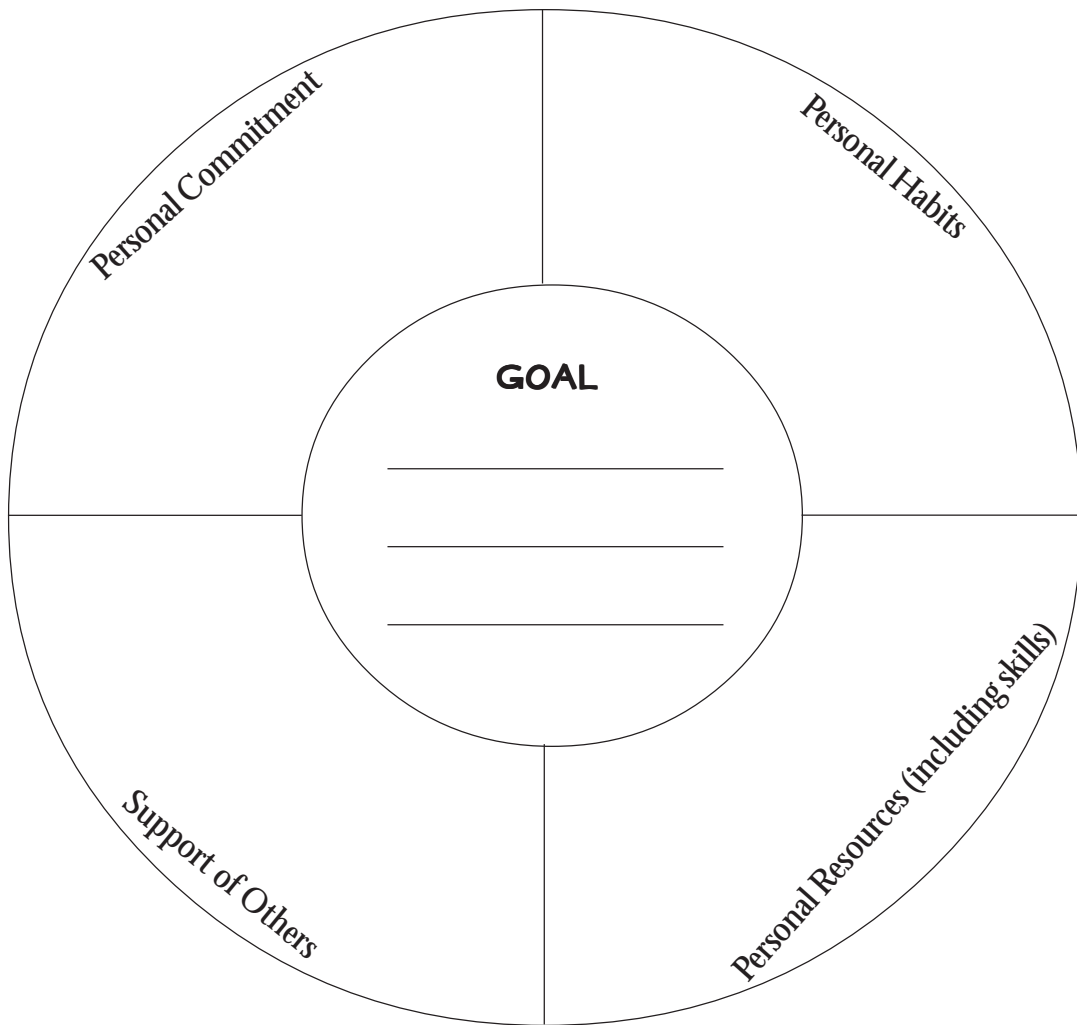 Personal Commitment
Personal Habits
GOAL
Support of Others
Personal Resources (including skills)